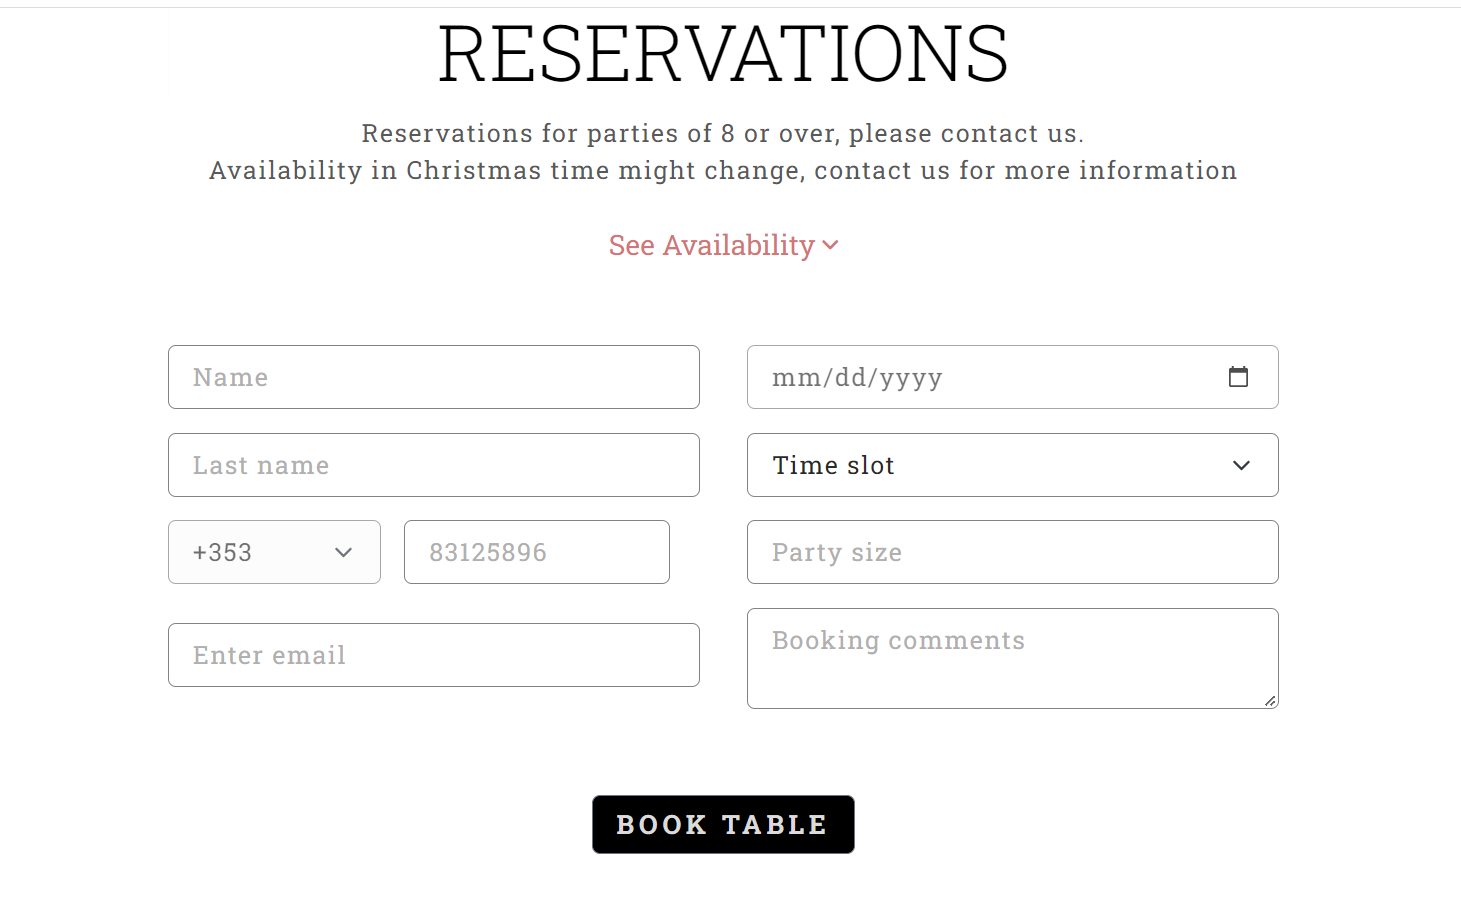 RESERVATIONS
Reservations for parties of 8 or over, please contact us.
Availability in Christmas time might change, contact us for more information
See Availability
Name
mm/dd/yyyy
Last name
Time slot
+353
83125896
Party size
Enter email
Booking comments
BOOK TABLE